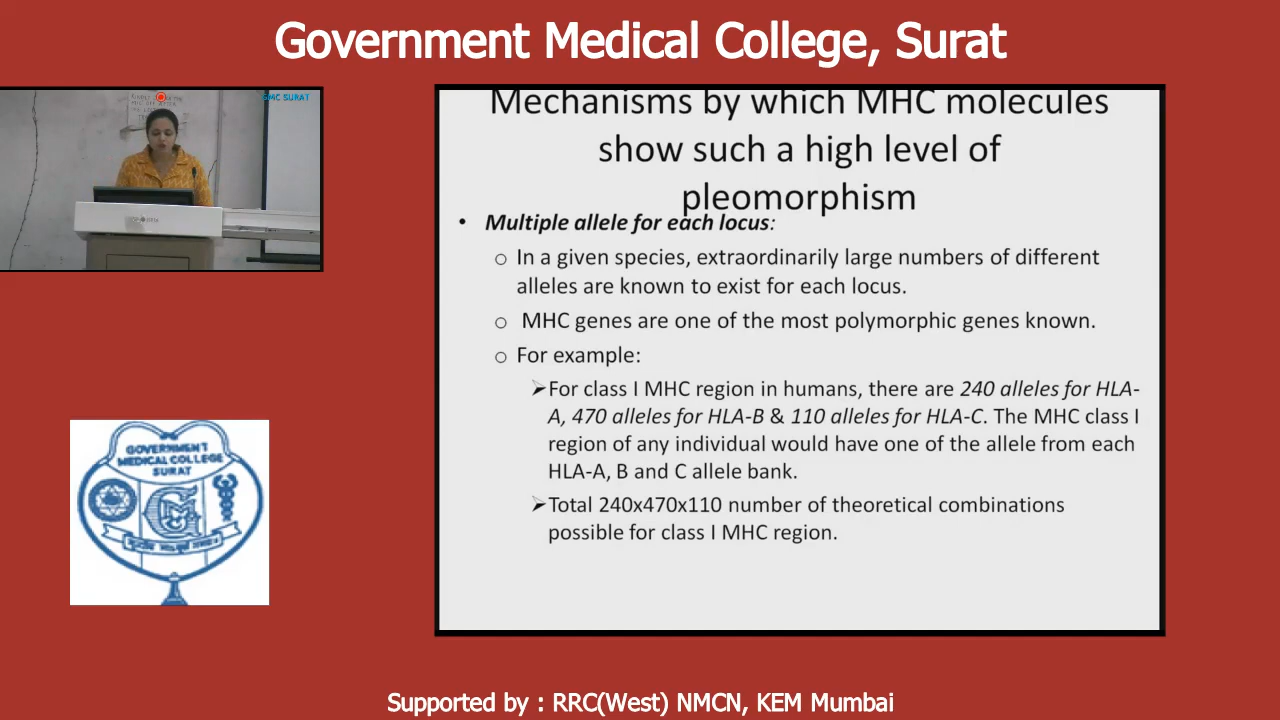 Government Medical College, Surat
GMC SURAT
Mechanisms by which MHC molecules
show such a high level of
pleomorphism
• Multiple allele for each locus:
o In a given species, extraordinarily large numbers of different
alleles are known to exist for each locus.
o MHC genes are one of the most polymorphic genes known.
o For example:
➢For class I MHC region in humans, there are 240 alleles for HLA-
A, 470 alleles for HLA-B & 110 alleles for HLA-C. The MHC class I
region of any individual would have one of the allele from each
HLA-A, B and C allele bank.
➢Total 240x470x110 number of theoretical combinations
possible for class I MHC region.
GOVERNMENT
MEDICAL COLLEGE
SURAT
Supported by : RRC(West) NMCN, KEM Mumbai